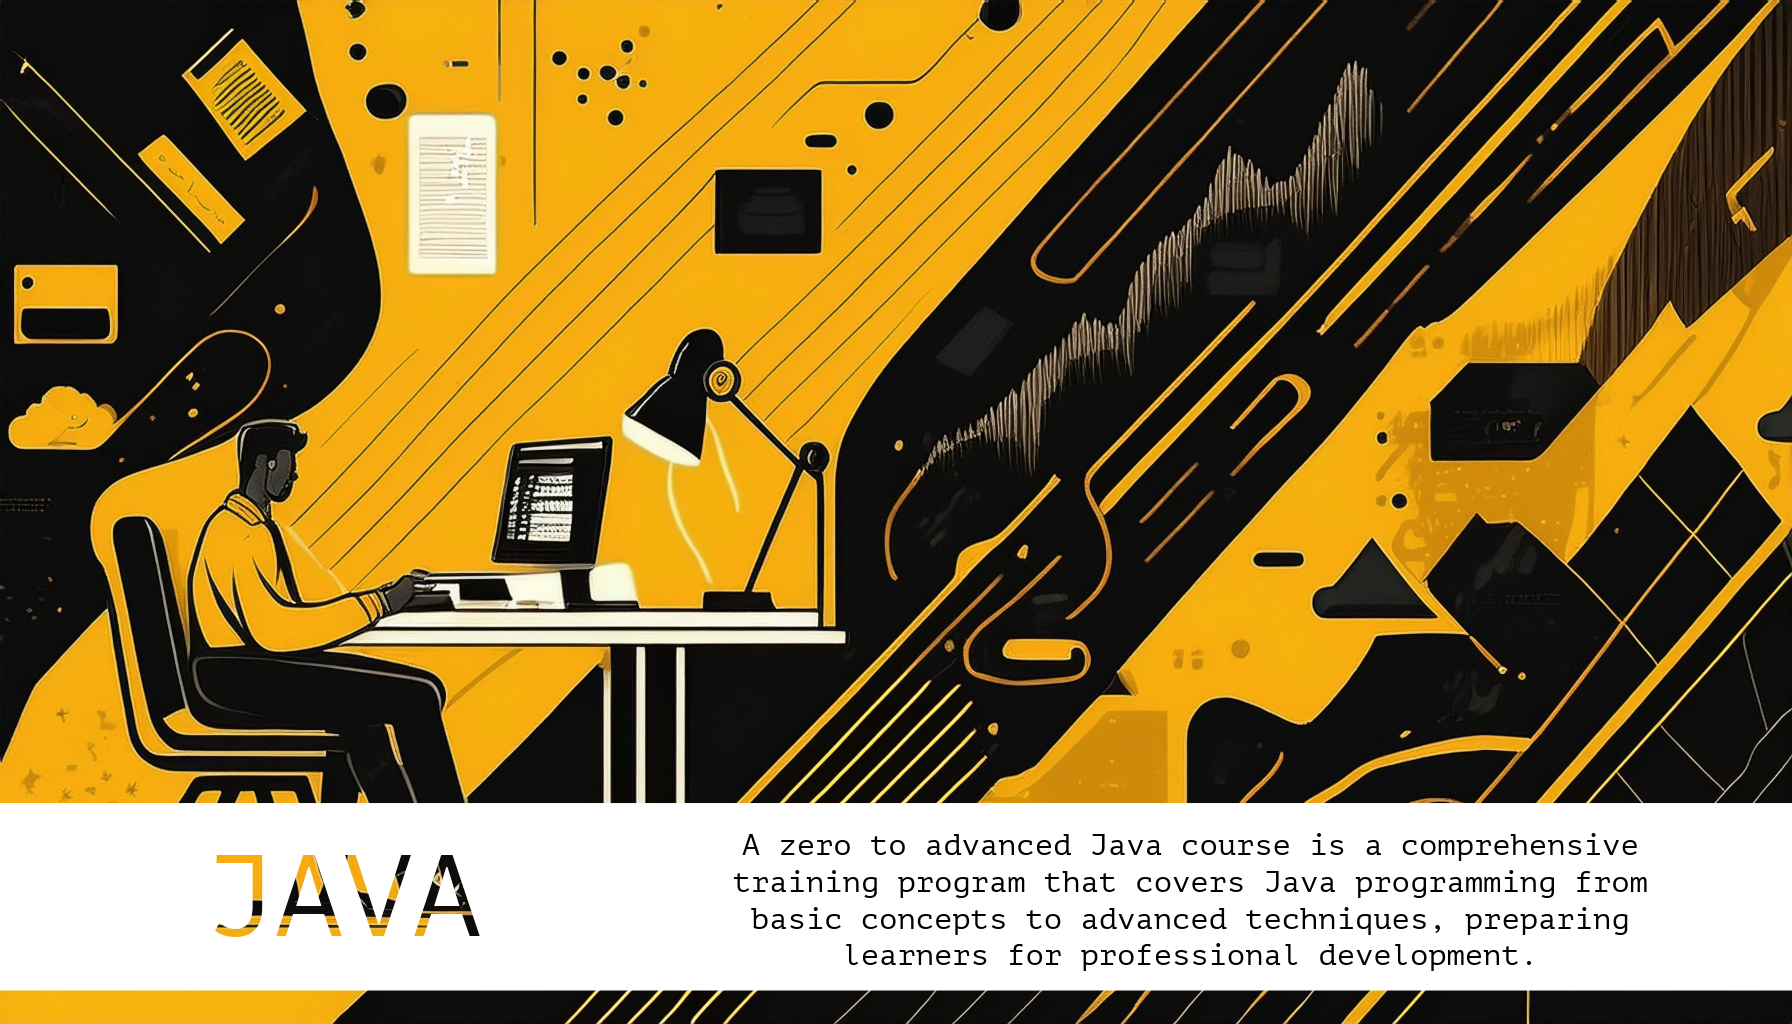 JAVA
A zero to advanced Java course is a comprehensive
training program that covers Java programming from
basic concepts to advanced techniques, preparing
learners for professional development.